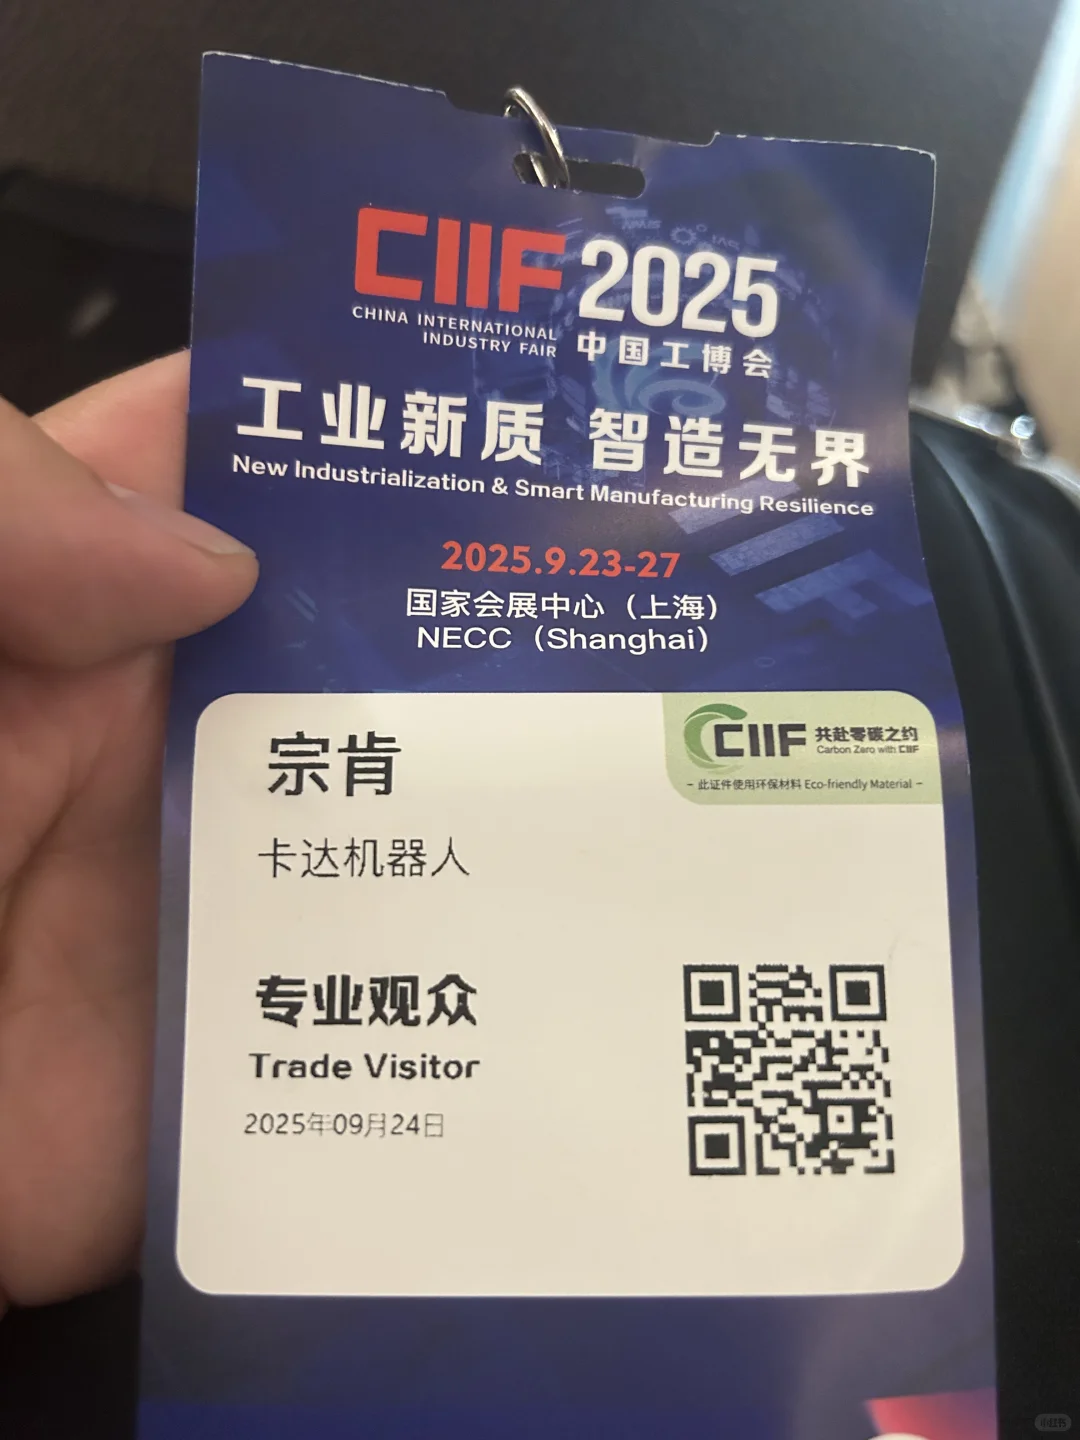 CIIF 2025
CHINA INTERNATIONAL
INDUSTRY FAIR
中国工博会
工业新质 智造无界
New Industrialization & Smart Manufacturing Resilience
2025.9.23-27
国家会展中心（上海）
NECC（Shanghai）
CIIF 共赴零碳之约
Carbon Zero with CIIF
- 此证件使用环保材料 Eco-friendly Material -
宗肯
卡达机器人
专业观众
Trade Visitor
2025年09月24日
小红书